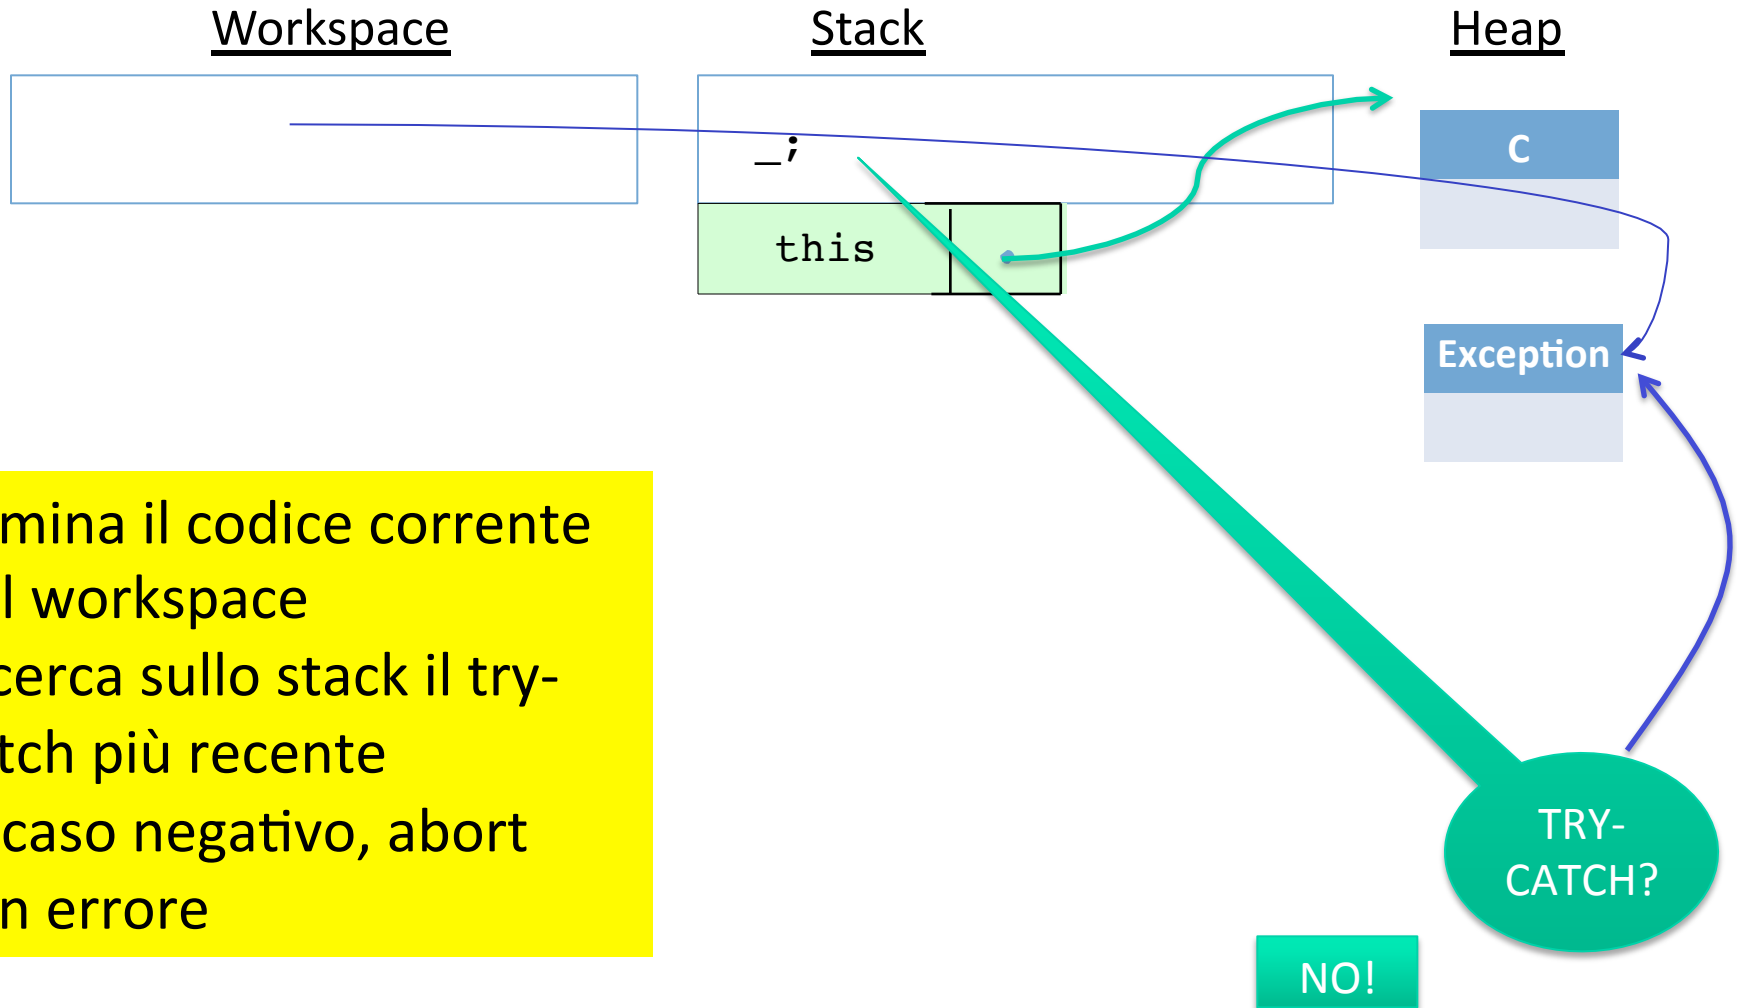 Workspace
Stack
Heap
_;
C
this
Exception
mina il codice corrente
l workspace
cerca sullo stack il try-
tch più recente
caso negativo, abort
n errore
TRY-
CATCH?
NO!